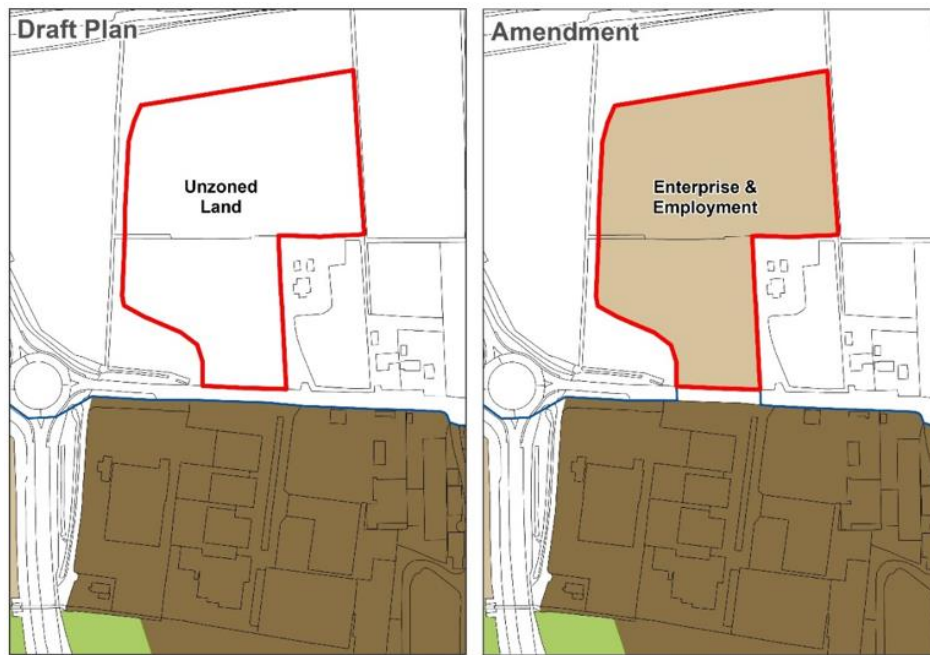 Draft Plan
Unzoned
Land
Amendment
Enterprise &
Employment